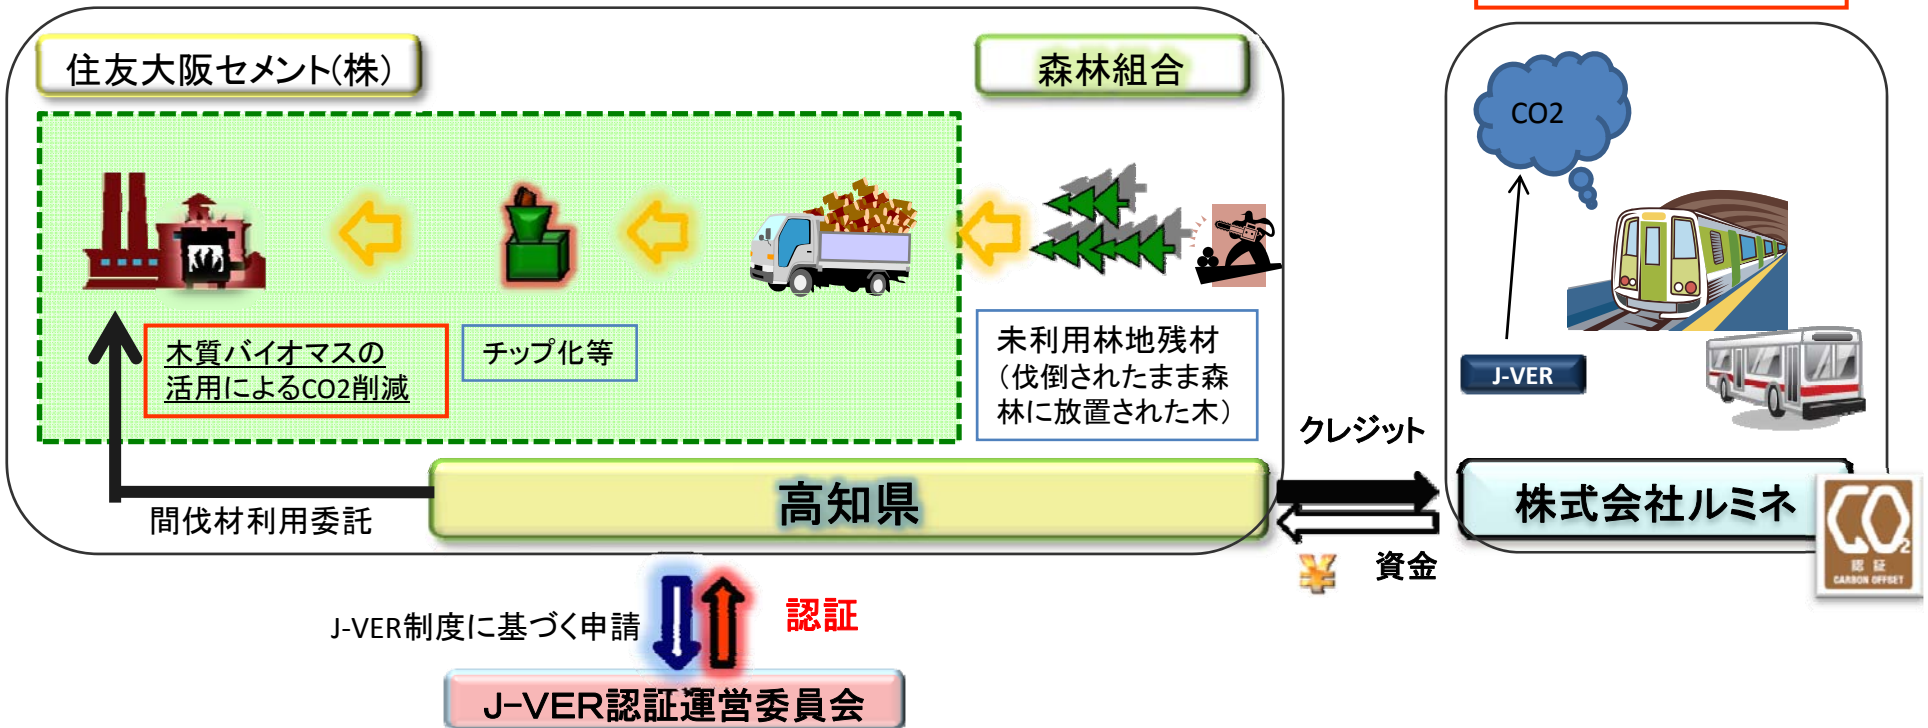 住友大阪セメント(株)
森林組合
CO2
木質バイオマスの
活用によるCO2削減
チップ化等
未利用林地残材
(伐倒されたまま森
林に放置された木)
J-VER
クレジット
高知県
株式会社ルミネ
間伐材利用委託
資金
¥
CO2
認証
CARBON OFFSET
J-VER制度に基づく申請
認証
J-VER認証運営委員会